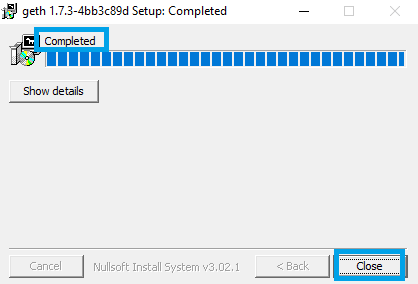 geth 1.7.3-4bb3c89d Setup: Completed
Completed
Show details
Cancel
Nullsoft Install System v3.02.1
< Back
Close